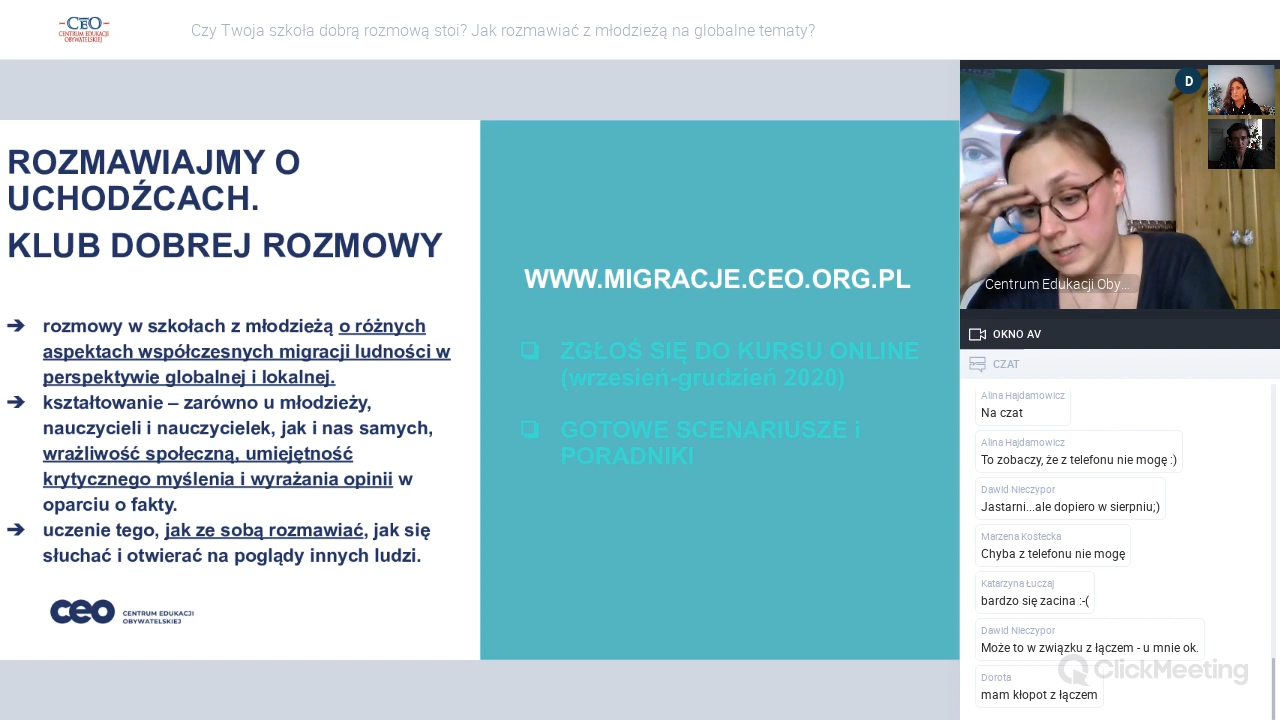 CEO
CENTRUM EDUKACJI
OBYWATELSKIEJ
Czy Twoja szkoła dobrą rozmową stoi? Jak rozmawiać z młodzieżą na globalne tematy?
ROZMAWIAJMY O
UCHODŹCACH.
KLUB DOBREJ ROZMOWY
➔ rozmowy w szkołach z młodzieżą o różnych
aspektach współczesnych migracji ludności w
perspektywie globalnej i lokalnej.
➔ kształtowanie – zarówno u młodzieży,
nauczycieli i nauczycielek, jak i nas samych,
wrażliwość społeczną, umiejętność
krytycznego myślenia i wyrażania opinii w
oparciu o fakty.
➔ uczenie tego, jak ze sobą rozmawiać, jak się
słuchać i otwierać na poglądy innych ludzi.
ceo CENTRUM EDUKACJI
OBYWATELSKIEJ
WWW.MIGRACJE.CEO.ORG.PL
❏ ZGŁOŚ SIĘ DO KURSU ONLINE
(wrzesień-grudzień 2020)
❏ GOTOWE SCENARIUSZE i
PORADNIKI
D
Centrum Edukacji Oby...
OKNO AV
CZAT
Alina Hajdamowicz
Na czat
Alina Hajdamowicz
To zobaczy, że z telefonu nie mogę :)
Dawid Nieczypor
Jastarni...ale dopiero w sierpniu;)
Marzena Kostecka
Chyba z telefonu nie mogę
Katarzyna Łuczaj
bardzo się zacina :-(
Dawid Nieczypor
Może to w związku z łączem - u mnie ok.
Dorota
mam kłopot z łączem
ClickMeeting